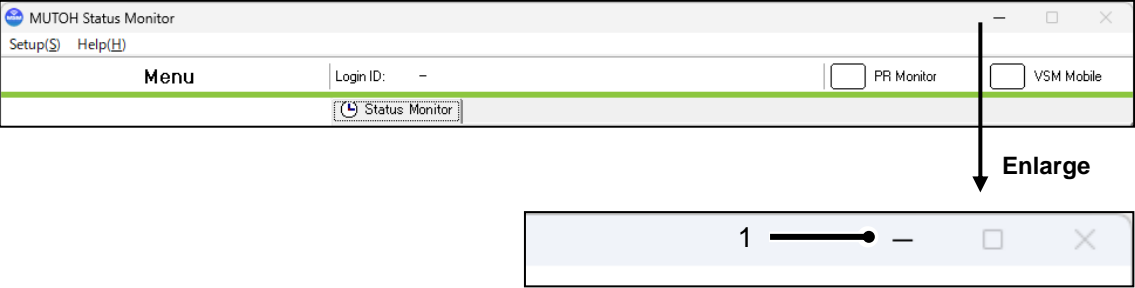 MUTOH Status Monitor
Setup(S) Help(H)
Menu Login ID: - PR Monitor VSM Mobile
Status Monitor
Enlarge
1